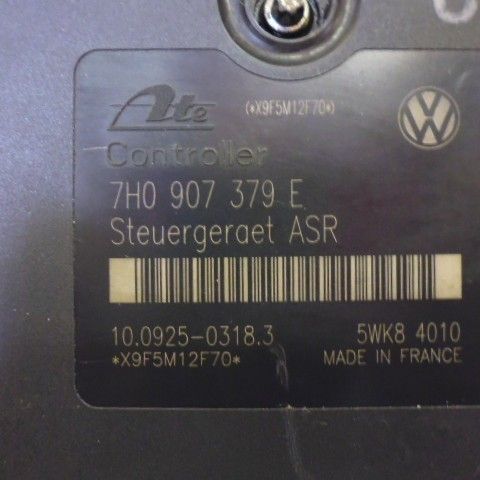 Ate
(*X9F5M12F70*)
Controller
7H0 907 379 E
Steuergeraet ASR
10.0925-0318.3
5WK8 4010
*X9F5M12F70*
MADE IN FRANCE